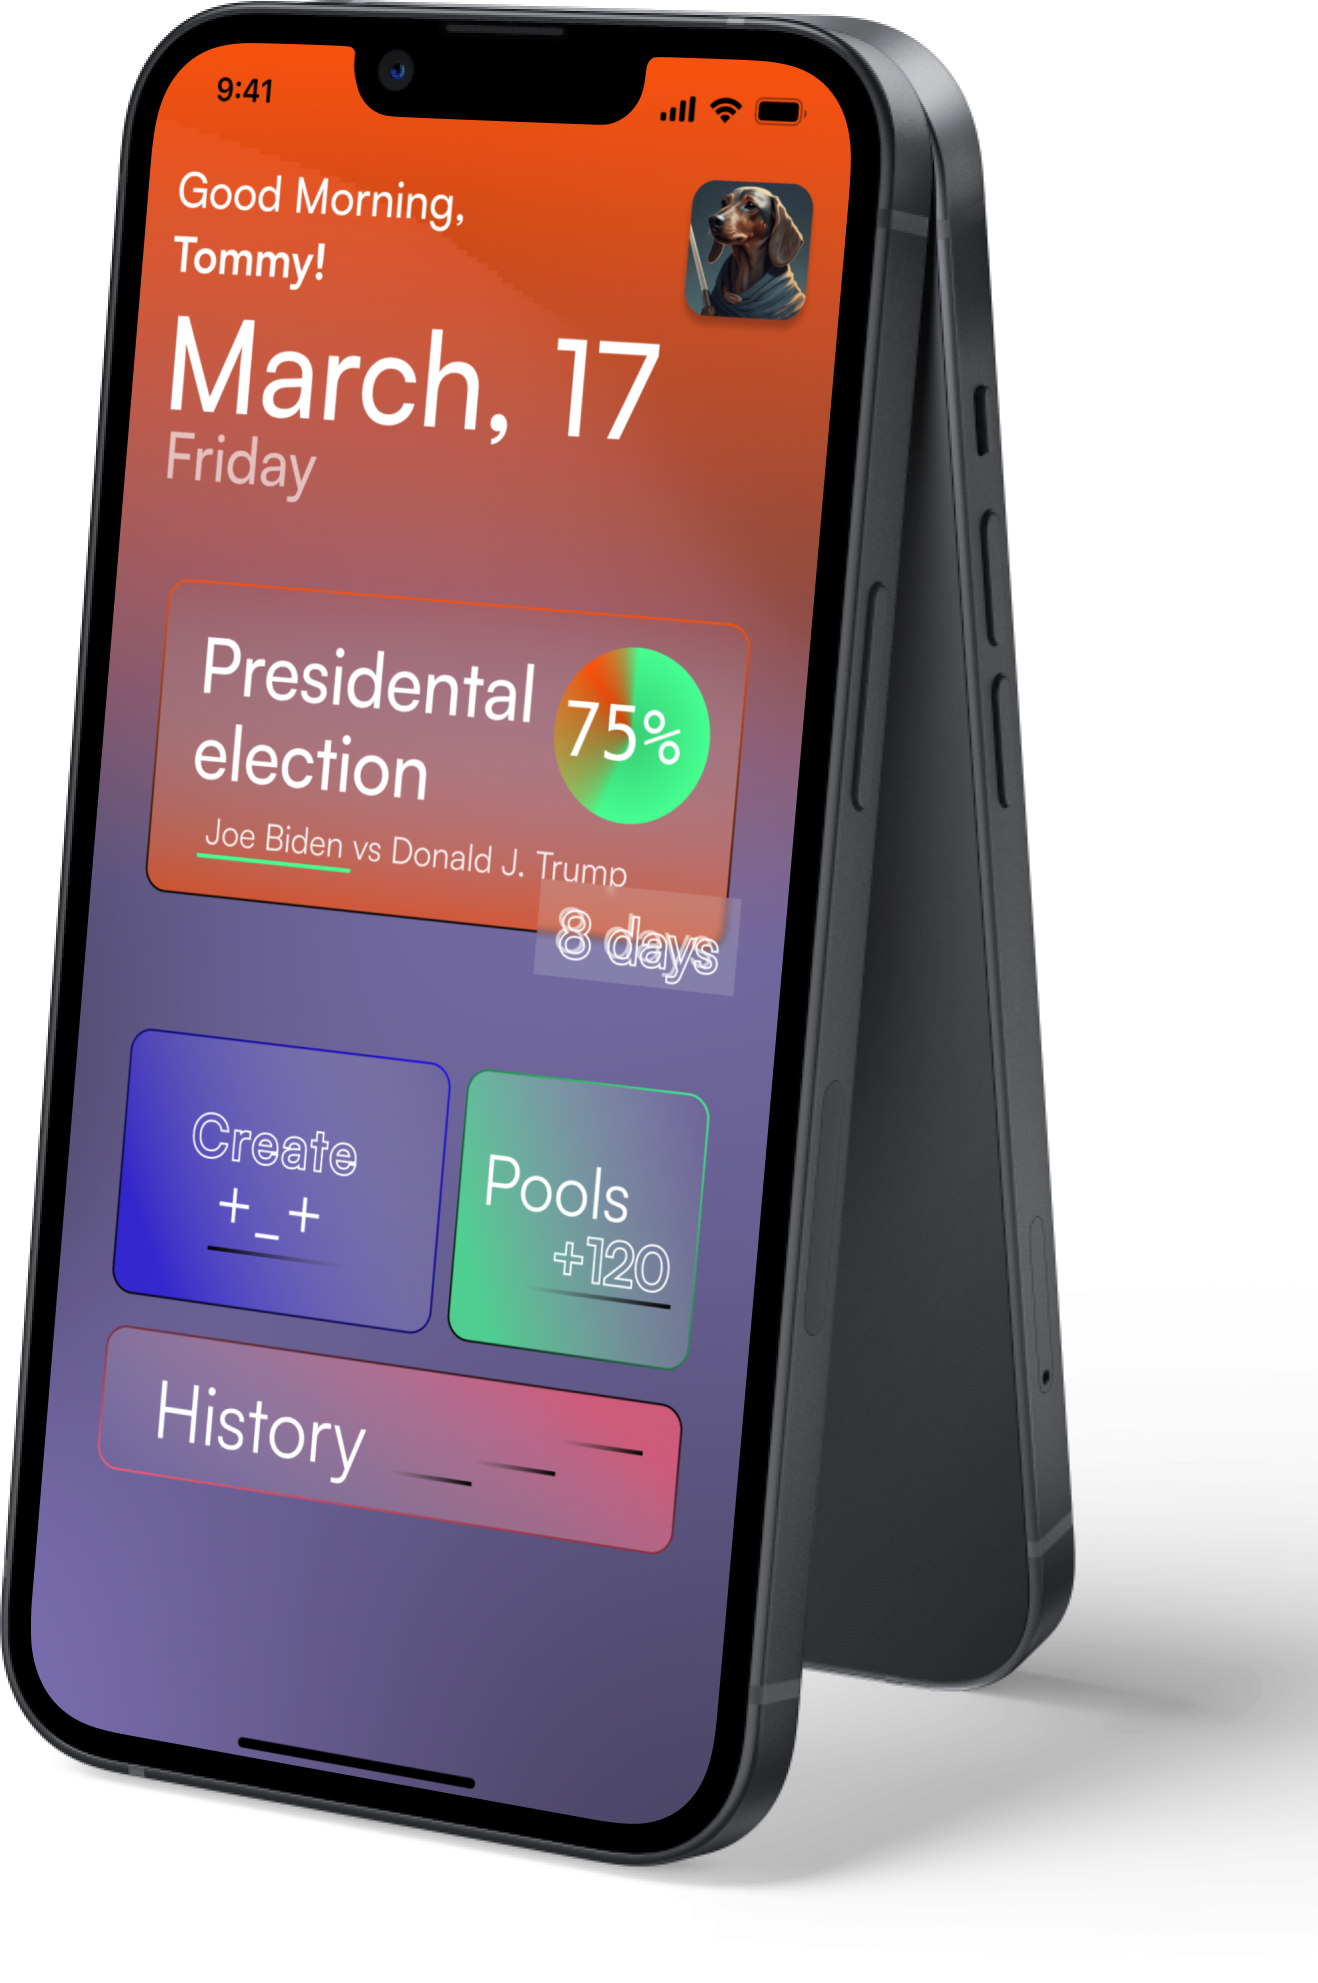 9:41
Good Morning,
Tommy!
March, 17
Friday
Presidental
election
75%
Joe Biden vs Donald J. Trump
8 days
Create
+_+
Pools
+120
History